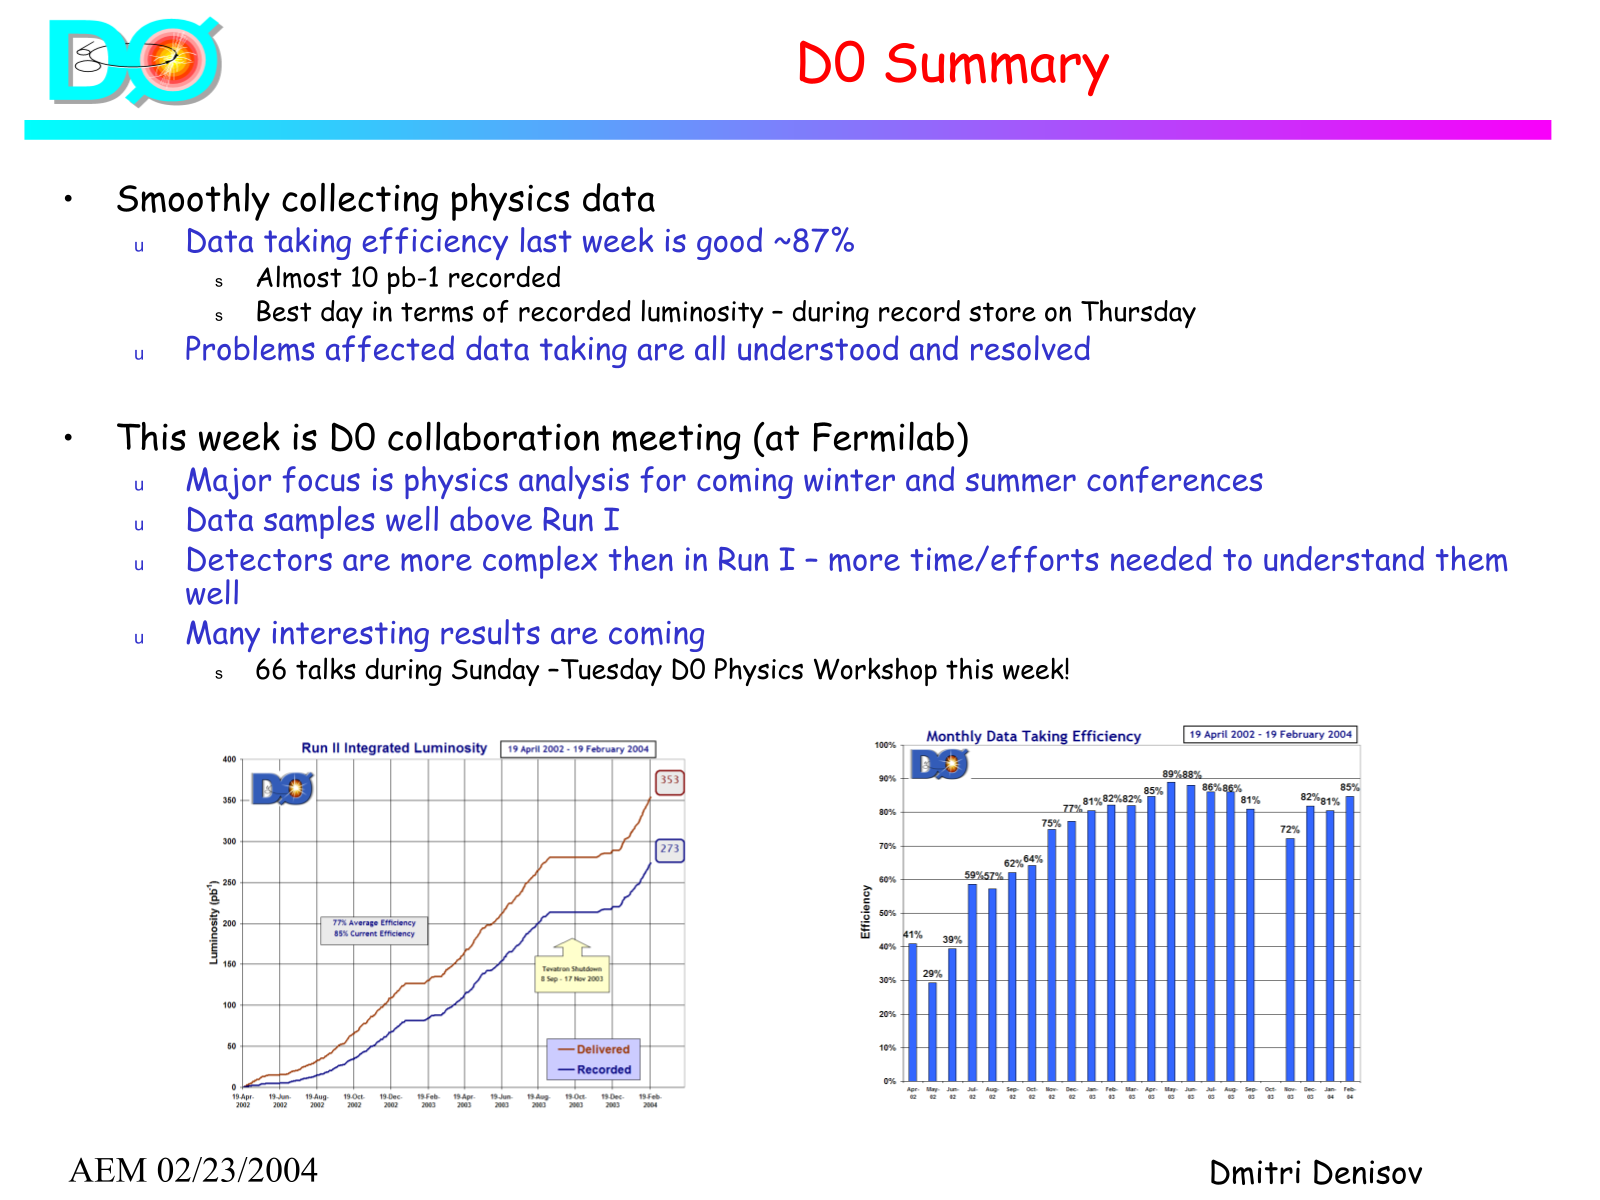 DØ
D0 Summary
• Smoothly collecting physics data
u Data taking efficiency last week is good ~87%
s Almost 10 pb-1 recorded
s Best day in terms of recorded luminosity – during record store on Thursday
u Problems affected data taking are all understood and resolved
• This week is D0 collaboration meeting (at Fermilab)
u Major focus is physics analysis for coming winter and summer conferences
u Data samples well above Run I
u Detectors are more complex then in Run I – more time/efforts needed to understand them
well
u Many interesting results are coming
s 66 talks during Sunday –Tuesday D0 Physics Workshop this week!
Run II Integrated Luminosity
19 April 2002 - 19 February 2004
DØ
400
350
300
250
200
150
100
50
0
Luminosity (pb-1)
353
273
77% Average Efficiency
85% Current Efficiency
Tevatron Shutdown
8 Sep - 17 Nov 2003
Delivered
Recorded
19-Apr- 19-Jun- 19-Aug- 19-Oct- 19-Dec- 19-Feb- 19-Apr- 19-Jun- 19-Aug- 19-Oct- 19-Dec- 19-Feb-
2002 2002 2002 2002 2002 2003 2003 2003 2003 2003 2003 2004
Monthly Data Taking Efficiency
19 April 2002 - 19 February 2004
DØ
100%
90%
80%
70%
60%
50%
40%
30%
20%
10%
0%
Efficiency
41% 29% 39% 59% 57% 62% 64% 75% 77% 81% 82% 82% 85% 89% 88% 86% 86% 81% 72% 82% 81% 85%
Apr- May- Jun- Jul- Aug- Sep- Oct- Nov- Dec- Jan- Feb- Mar- Apr- May- Jun- Jul- Aug- Sep- Oct- Nov- Dec- Jan- Feb-
02 02 02 02 02 02 02 02 02 03 03 03 03 03 03 03 03 03 03 03 03 04 04
AEM 02/23/2004
Dmitri Denisov